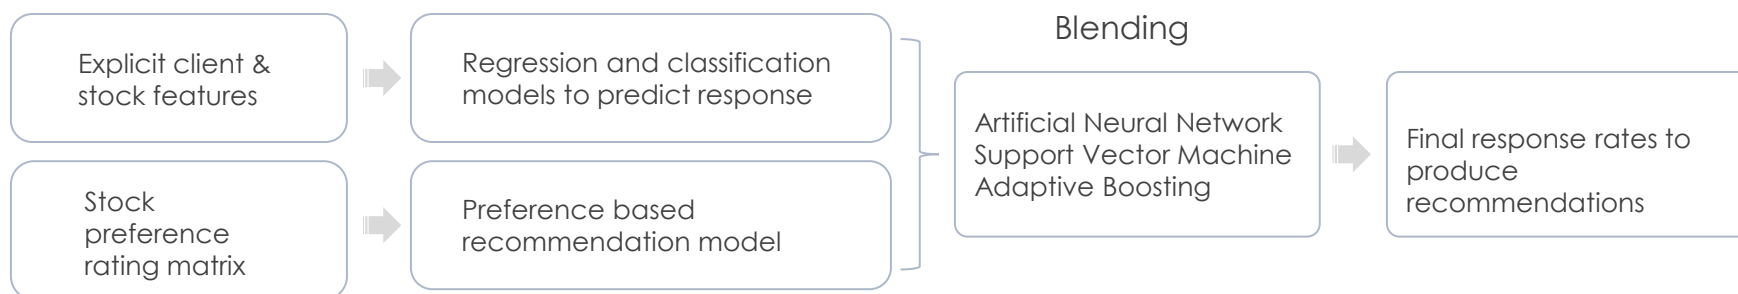 Blending
Explicit client &
stock features
Regression and classification
models to predict response
Stock
preference
rating matrix
Preference based
recommendation model
Artificial Neural Network
Support Vector Machine
Adaptive Boosting
Final response rates to
produce
recommendations